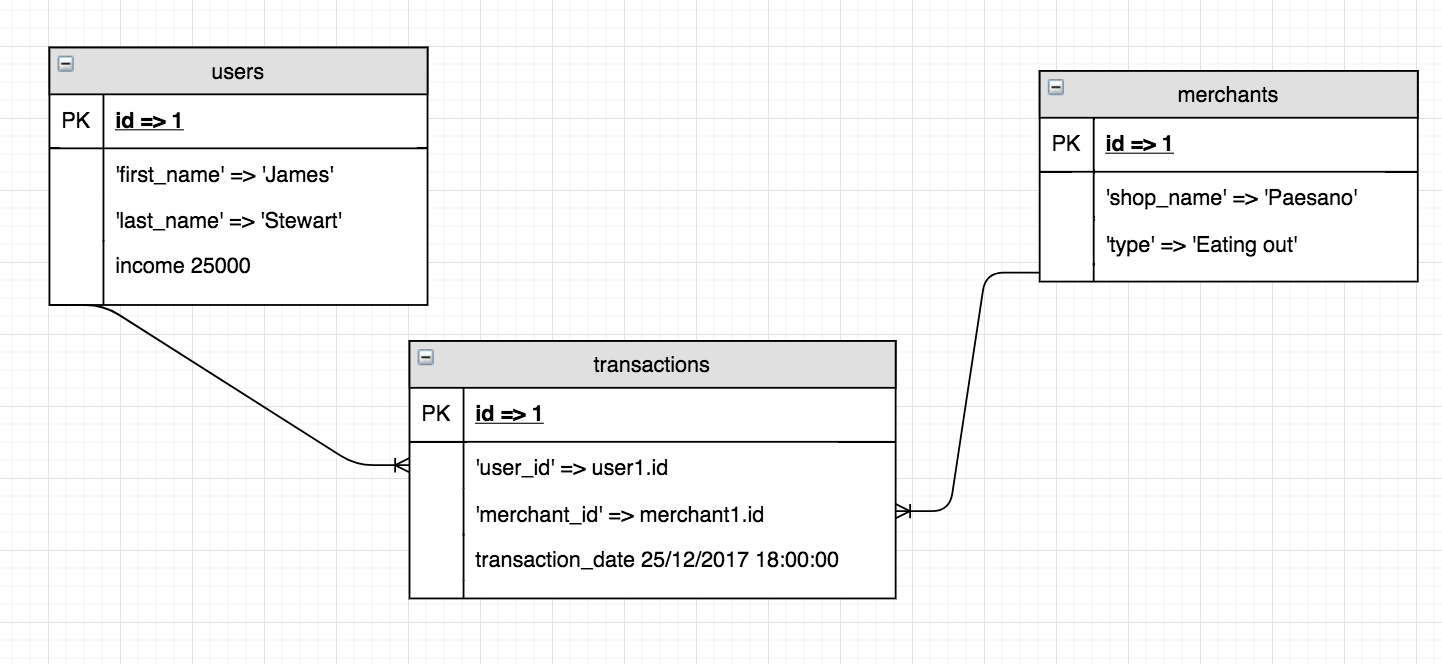 users
PK id => 1
'first_name' => 'James'
'last_name' => 'Stewart'
income 25000
merchants
PK id => 1
'shop_name' => 'Paesano'
'type' => 'Eating out'
transactions
PK id => 1
'user_id' => user1.id
'merchant_id' => merchant1.id
transaction_date 25/12/2017 18:00:00